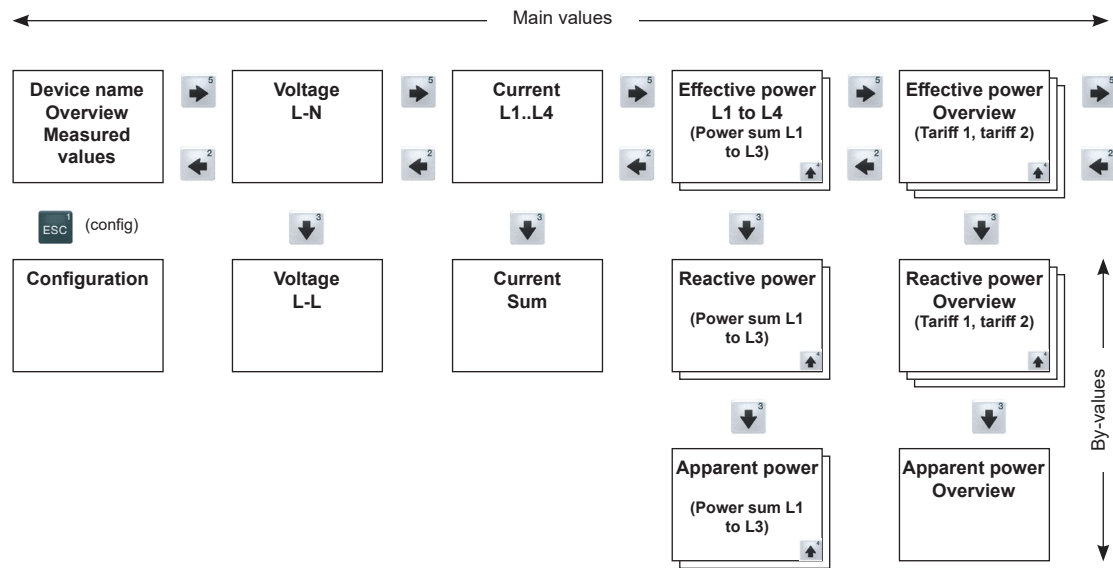 Main values
5
5
5
5
5
Device name
Overview
Measured
values
Voltage
L-N
Current
L1..L4
Effective power
L1 to L4
(Power sum L1
to L3)
4
Effective power
Overview
(Tariff 1, tariff 2)
4
2
2
2
2
2
1
ESC
(config)
3
3
3
3
Configuration
Voltage
L-L
Current
Sum
Reactive power
(Power sum L1
to L3)
4
Reactive power
Overview
(Tariff 1, tariff 2)
4
By-values
3
3
Apparent power
(Power sum L1
to L3)
4
Apparent power
Overview